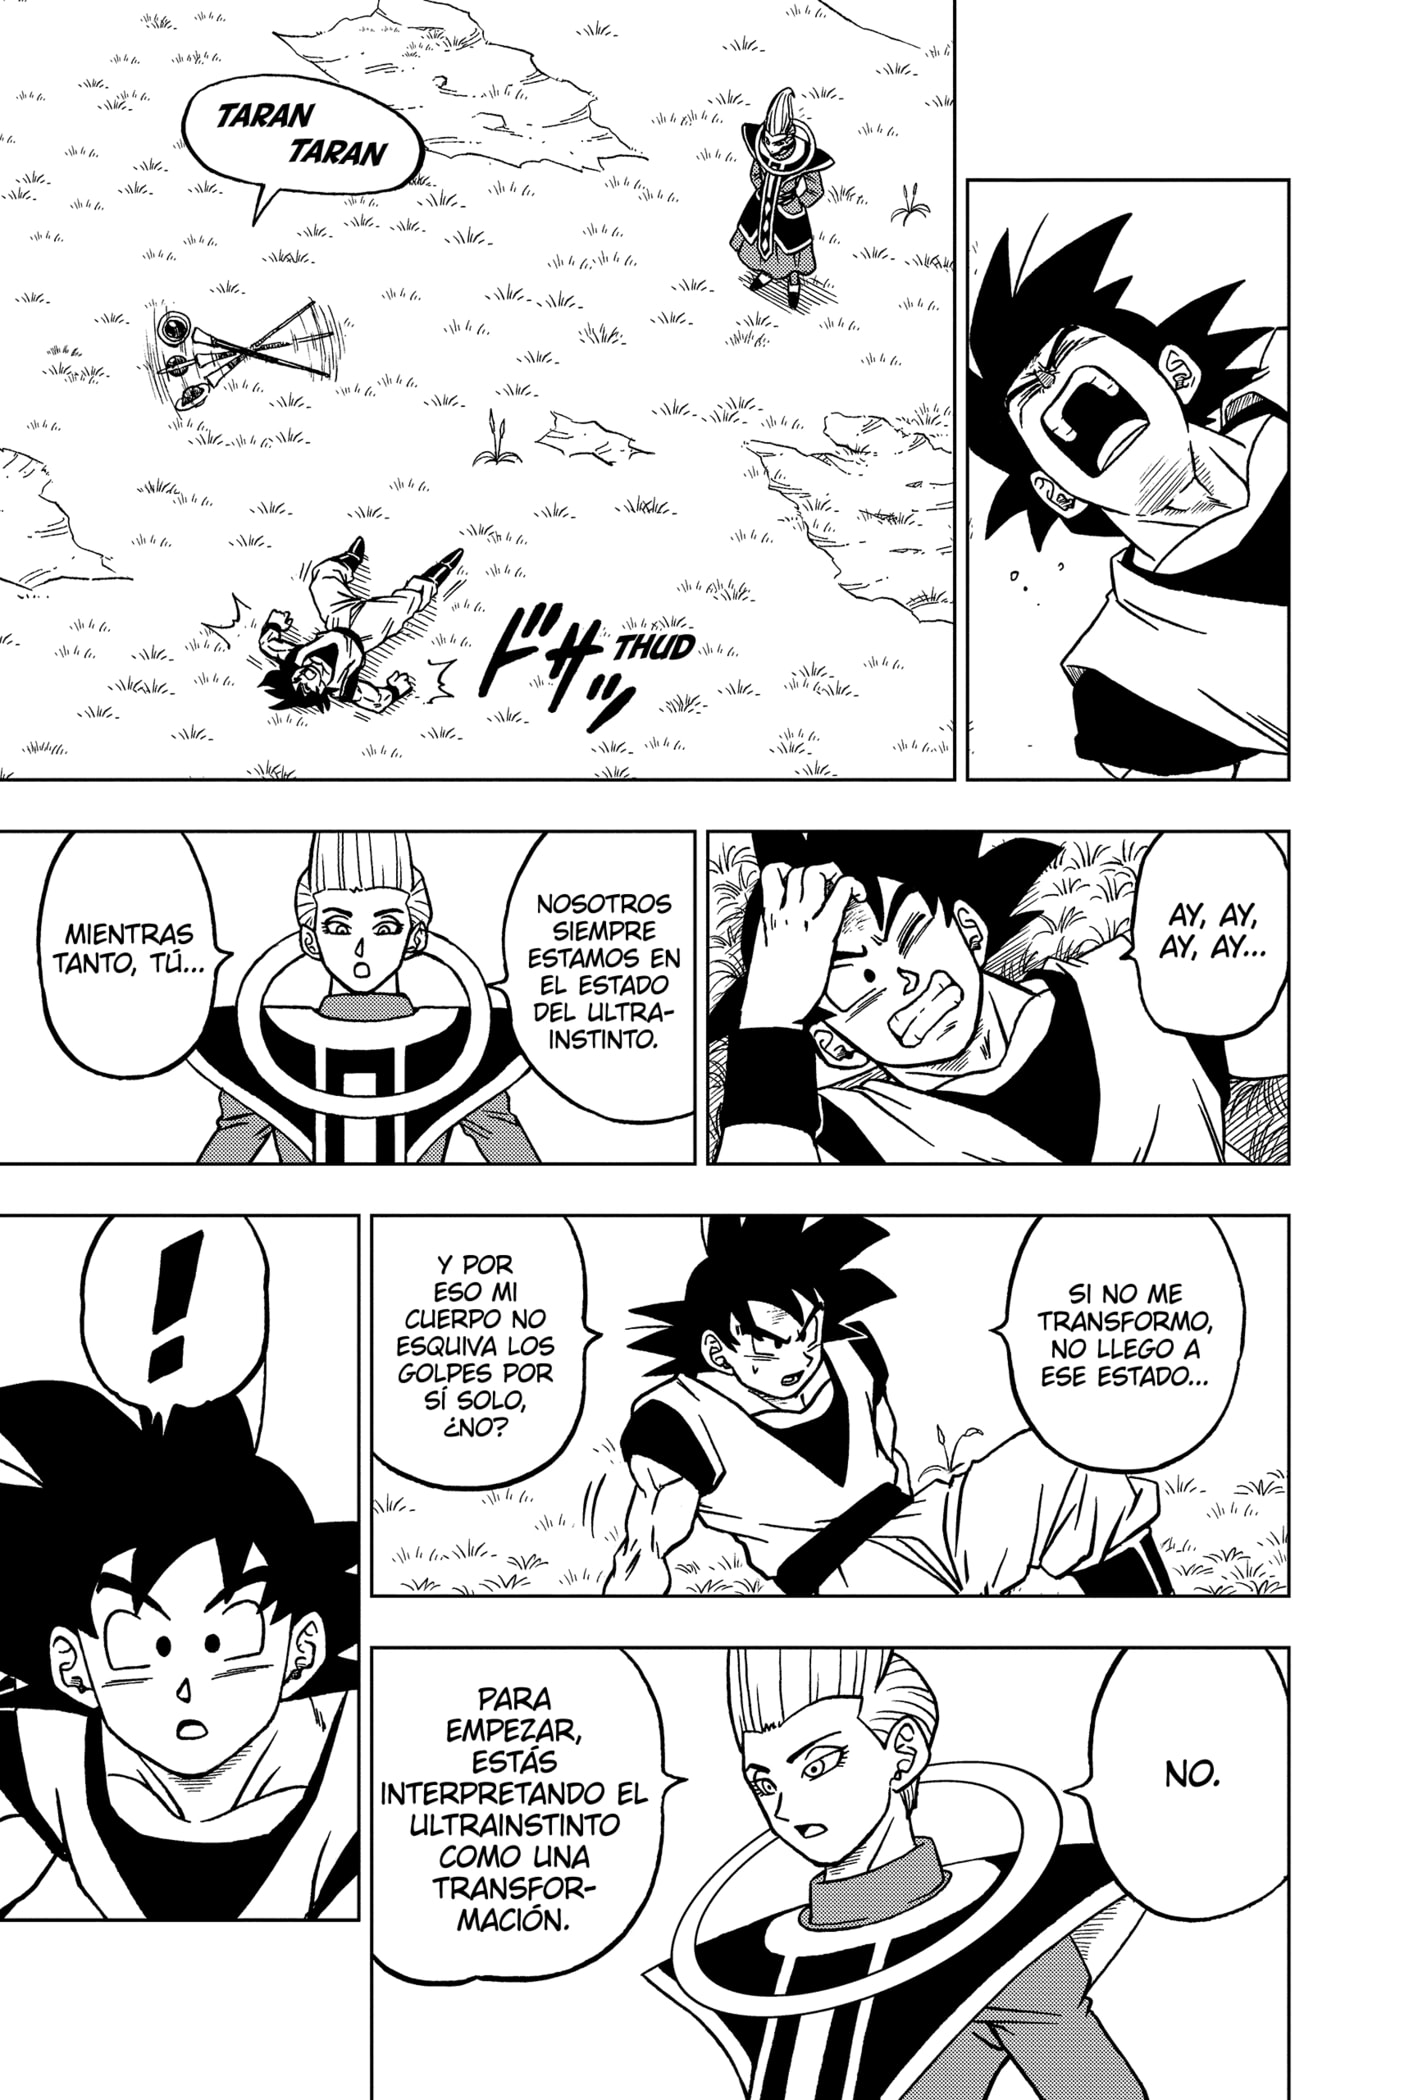 TARAN
TARAN
ドサッ
THUD
AY, AY,
AY, AY...
NOSOTROS
SIEMPRE
ESTAMOS EN
EL ESTADO
DEL ULTRA-
INSTINTO.
MIENTRAS
TANTO, TÚ...
SI NO ME
TRANSFORMO,
NO LLEGO A
ESE ESTADO...
Y POR
ESO MI
CUERPO NO
ESQUIVA LOS
GOLPES POR
SÍ SOLO,
¿NO?
NO.
PARA
EMPEZAR,
ESTÁS
INTERPRETANDO EL
ULTRAINSTINTO
COMO UNA
TRANSFOR-
MACIÓN.
!